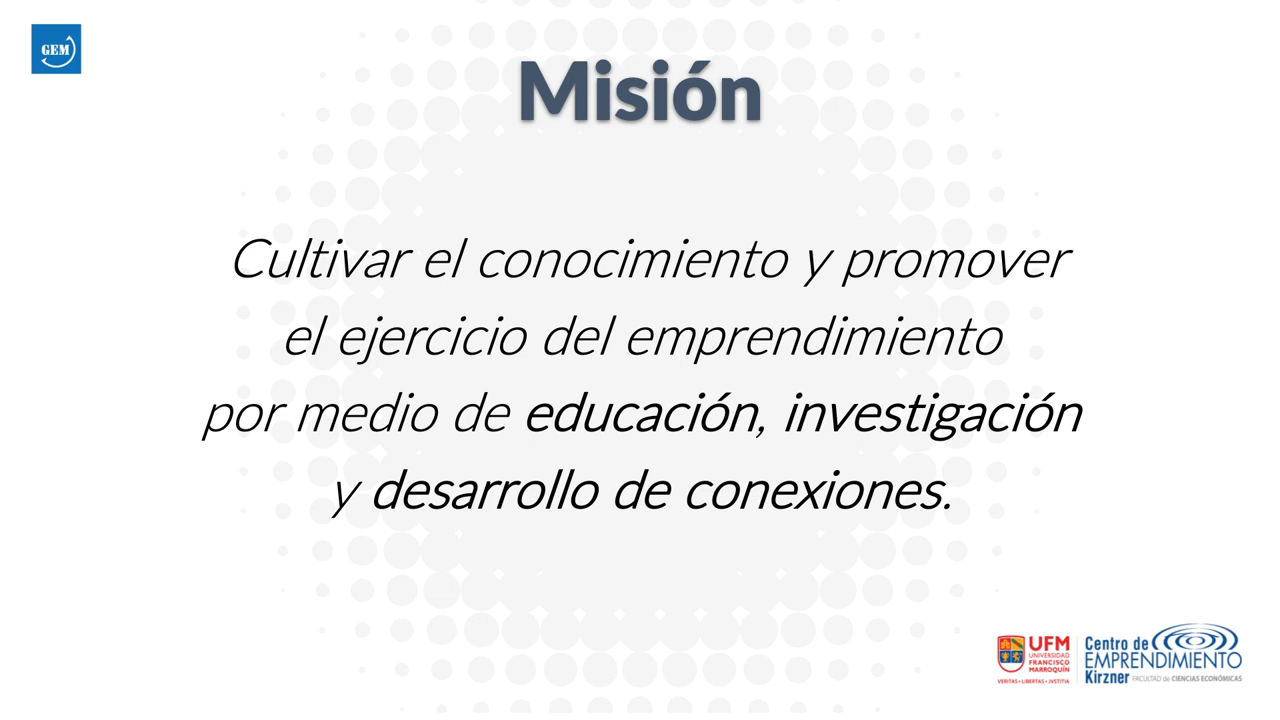 GEM
Misión
Cultivar el conocimiento y promover
el ejercicio del emprendimiento
por medio de educación, investigación
y desarrollo de conexiones.
UFM
UNIVERSIDAD
FRANCISCO
MARROQUÍN
VERITAS • LIBERTAS • JVSTITIA
Centro de
EMPRENDIMIENTO
Kirzner FACULTAD de CIENCIAS ECONÓMICAS